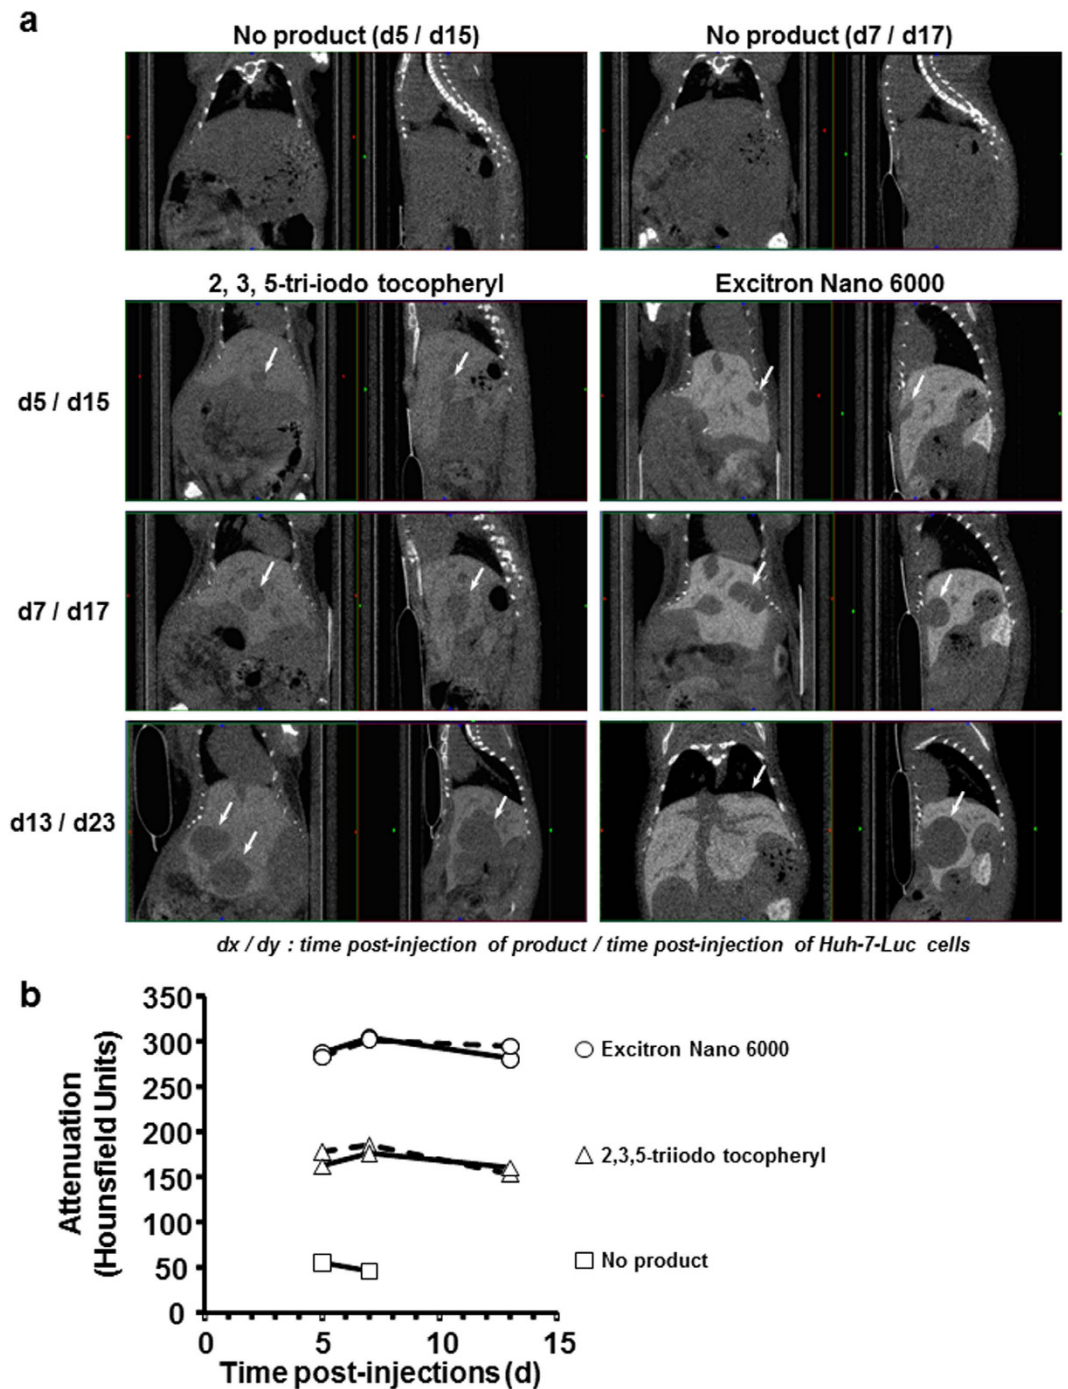 a
No product (d5 / d15)
No product (d7 / d17)
2, 3, 5-tri-iodo tocopheryl
Excitron Nano 6000
d5 / d15
d7 / d17
d13 / d23
dx / dy : time post-injection of product / time post-injection of Huh-7-Luc cells
b
Attenuation
(Hounsfield Units)
350
300
250
200
150
100
50
0
0
5
10
15
Time post-injections (d)
Excitron Nano 6000
2,3,5-triiodo tocopheryl
No product